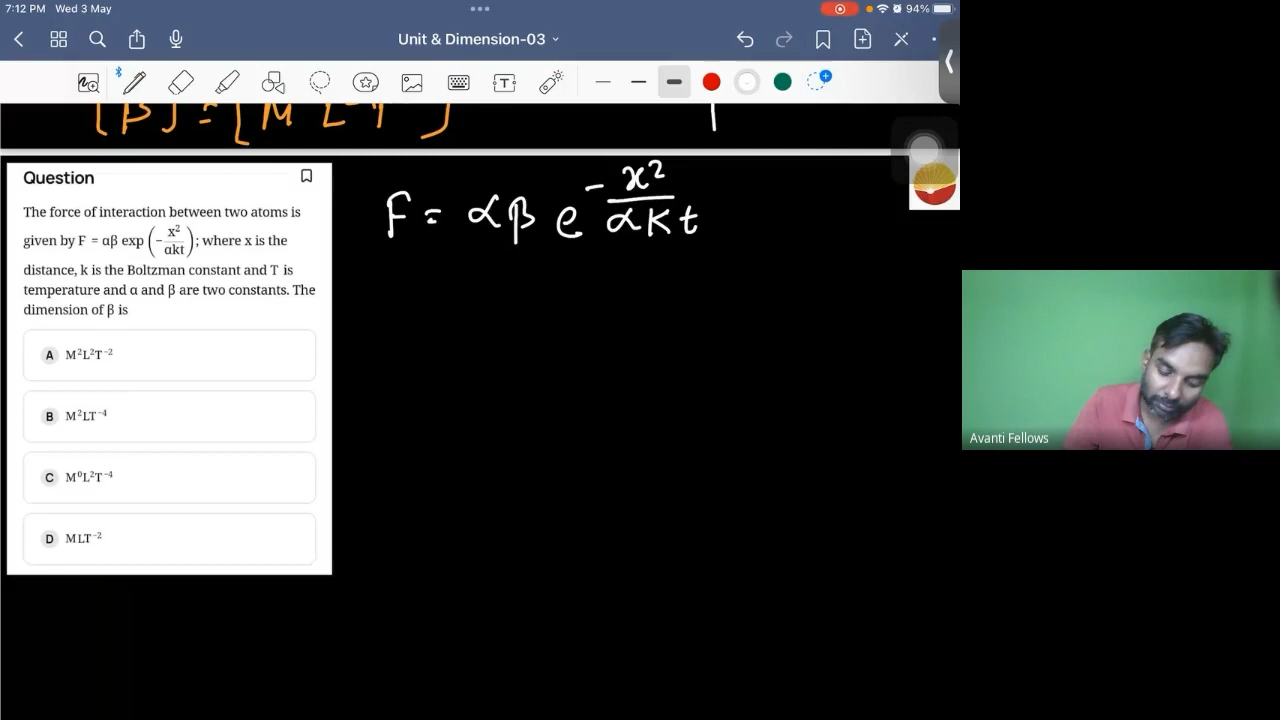 7:12 PM Wed 3 May
94%
Unit & Dimension-03
Question
The force of interaction between two atoms is
given by F = αβ exp (−x²/αkt); where x is the
distance, k is the Boltzman constant and T is
temperature and α and β are two constants. The
dimension of β is
A M²L²T⁻²
B M²LT⁻⁴
C M⁰L²T⁻⁴
D MLT⁻²
F = αβ e^(−x²/αKt)
Avanti Fellows